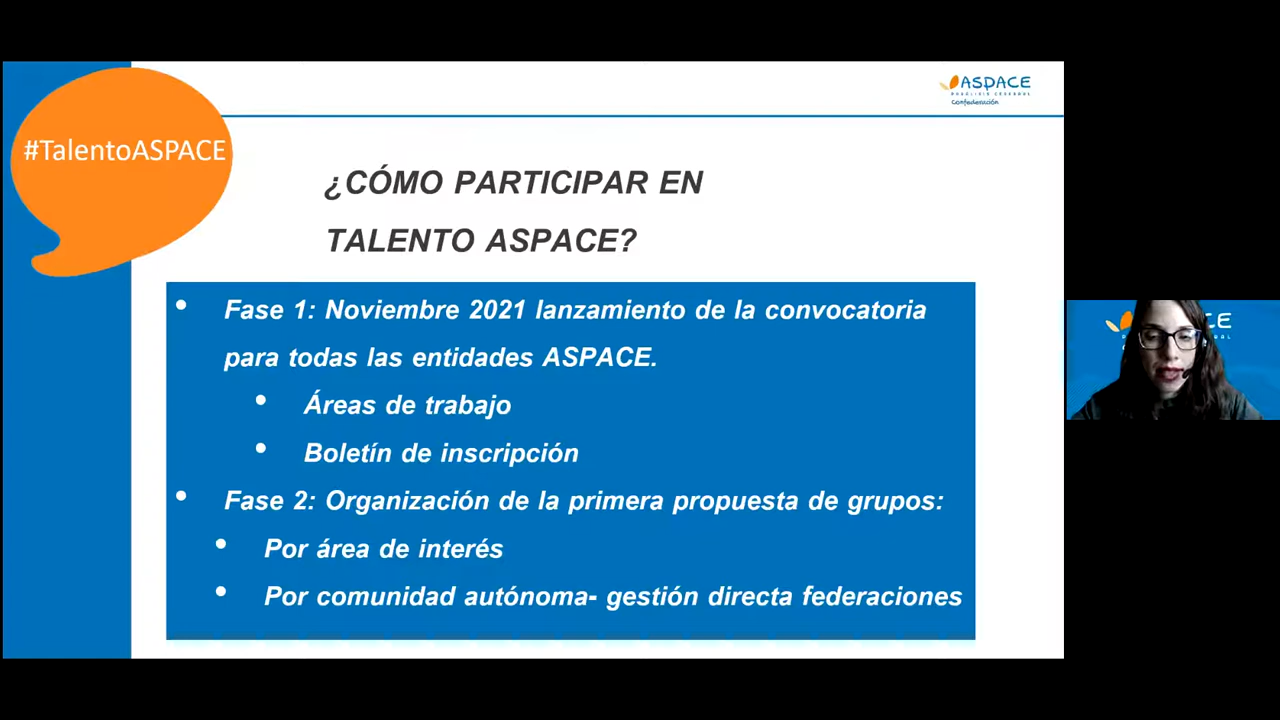 #TalentoASPACE
ASPACE
PARÁLISIS CEREBRAL
Confederación
¿CÓMO PARTICIPAR EN
TALENTO ASPACE?
• Fase 1: Noviembre 2021 lanzamiento de la convocatoria
para todas las entidades ASPACE.
• Áreas de trabajo
• Boletín de inscripción
• Fase 2: Organización de la primera propuesta de grupos:
• Por área de interés
• Por comunidad autónoma- gestión directa federaciones